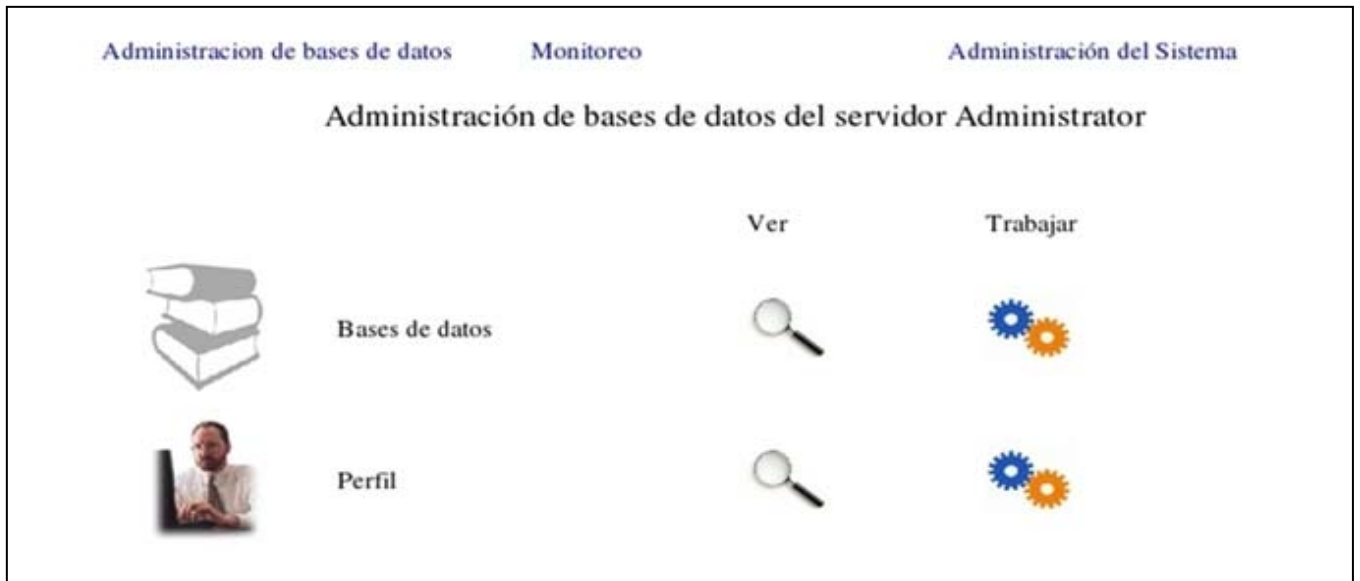 Administracion de bases de datos Monitoreo Administración del Sistema
Administración de bases de datos del servidor Administrator
Ver Trabajar
Bases de datos
Perfil